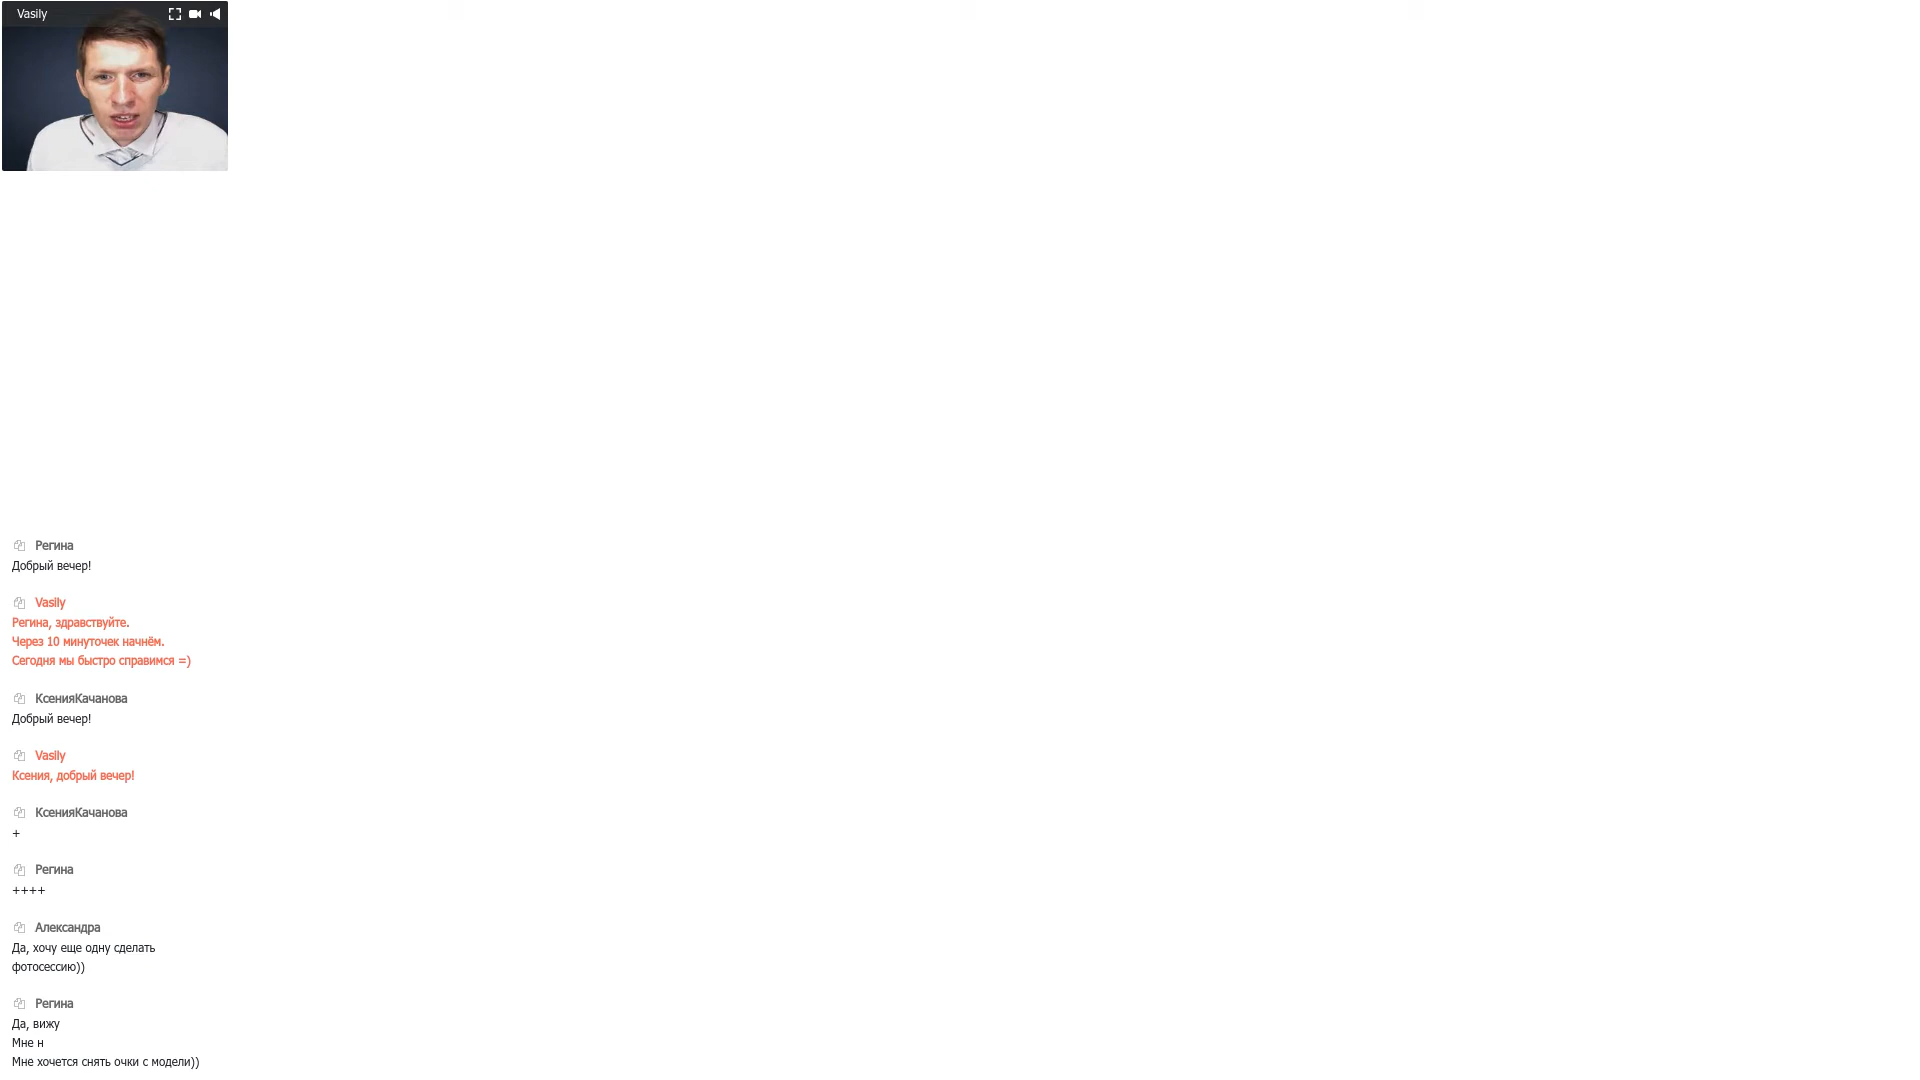 Vasily
Регина
Добрый вечер!
Vasily
Регина, здравствуйте.
Через 10 минуточек начнём.
Сегодня мы быстро справимся =)
КсенияКачанова
Добрый вечер!
Vasily
Ксения, добрый вечер!
КсенияКачанова
+
Регина
++++
Александра
Да, хочу еще одну сделать
фотосессию))
Регина
Да, вижу
Мне н
Мне хочется снять очки с модели))